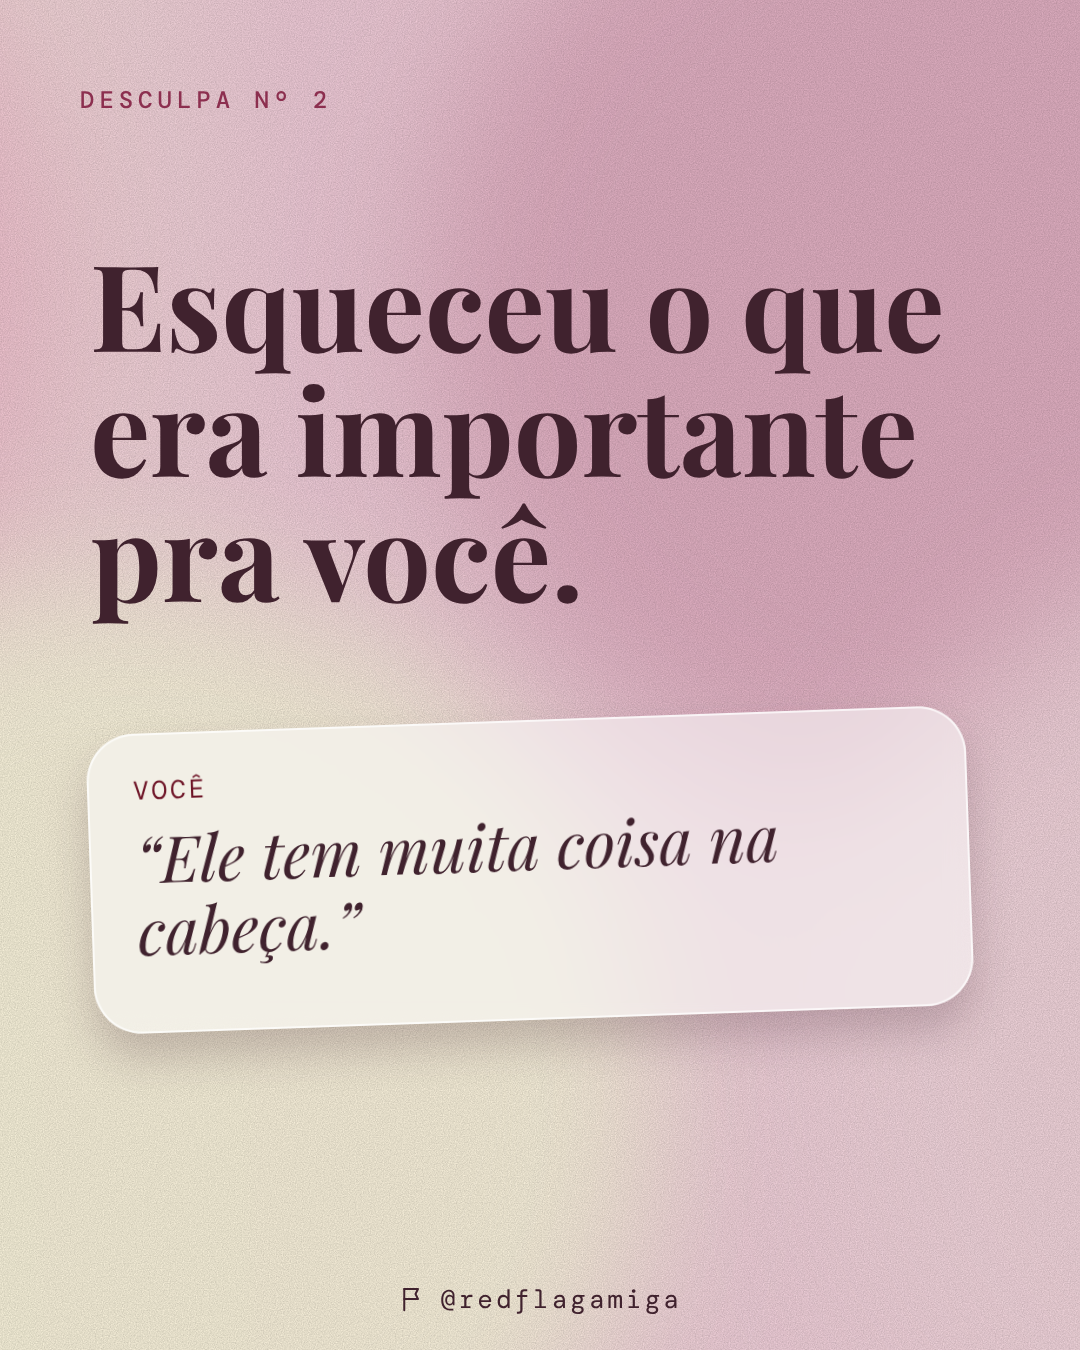 DESCULPA Nº 2
Esqueceu o que
era importante
pra você.
VOCÊ
“Ele tem muita coisa na
cabeça.”
@redflagamiga